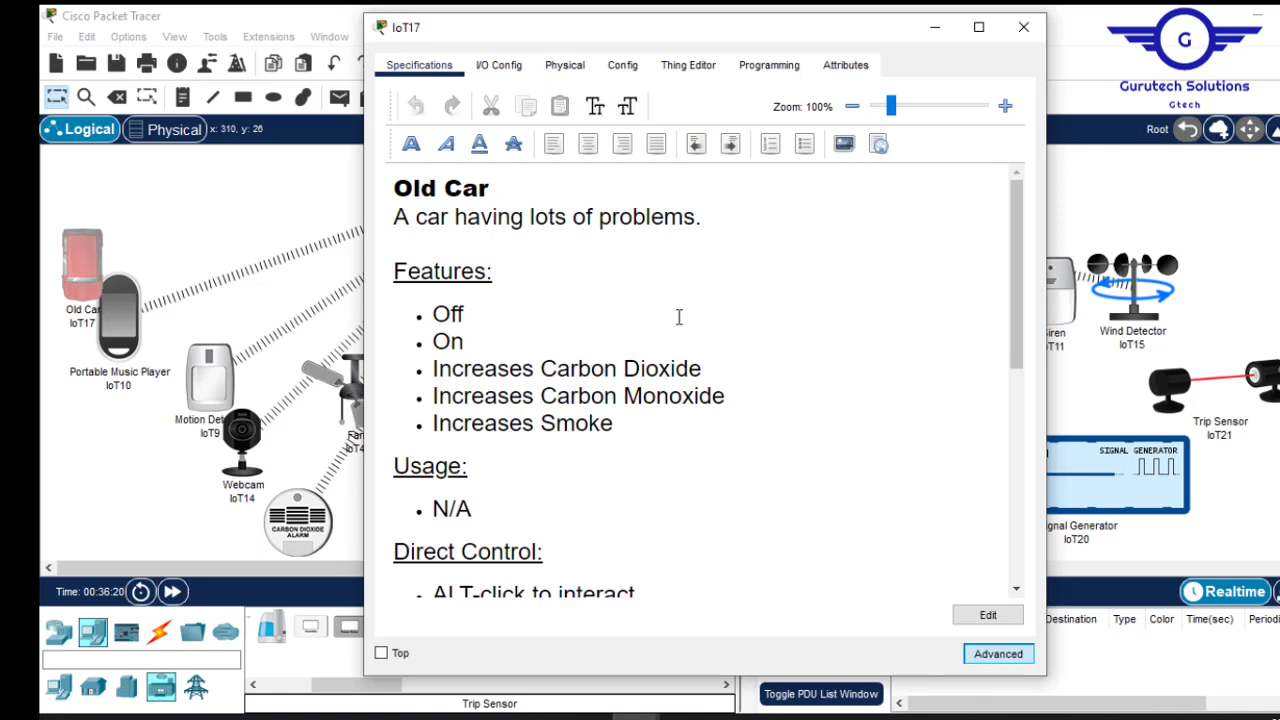 Cisco Packet Tracer
File Edit Options View Tools Extensions Window
Logical Physical x: 310, y: 26
Root
IoT17
Specifications I/O Config Physical Config Thing Editor Programming Attributes
Zoom: 100%
Old Car
A car having lots of problems.
Features:
Off
On
Increases Carbon Dioxide
Increases Carbon Monoxide
Increases Smoke
Usage:
N/A
Direct Control:
ALT-click to interact
Edit
Top
Advanced
G
Gurutech Solutions
Gtech
Old Car
IoT17
Portable Music Player
IoT10
Motion Det
IoT9
Webcam
IoT14
CARBON DIOXIDE
ALARM
Fan
IoT4
iren
IoT11
Wind Detector
IoT15
Trip Sensor
IoT21
SIGNAL GENERATOR
gnal Generator
IoT20
Time: 00:36:20
Realtime
Destination Type Color Time(sec) Periodi
Trip Sensor
Toggle PDU List Window